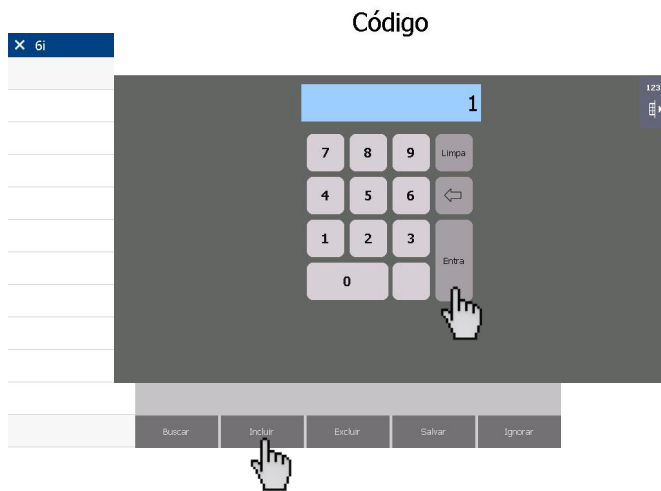 Código
× 6i
123
1
7 8 9 Limpa
4 5 6
1 2 3
Entra
0
Buscar Incluir Excluir Salvar Ignorar